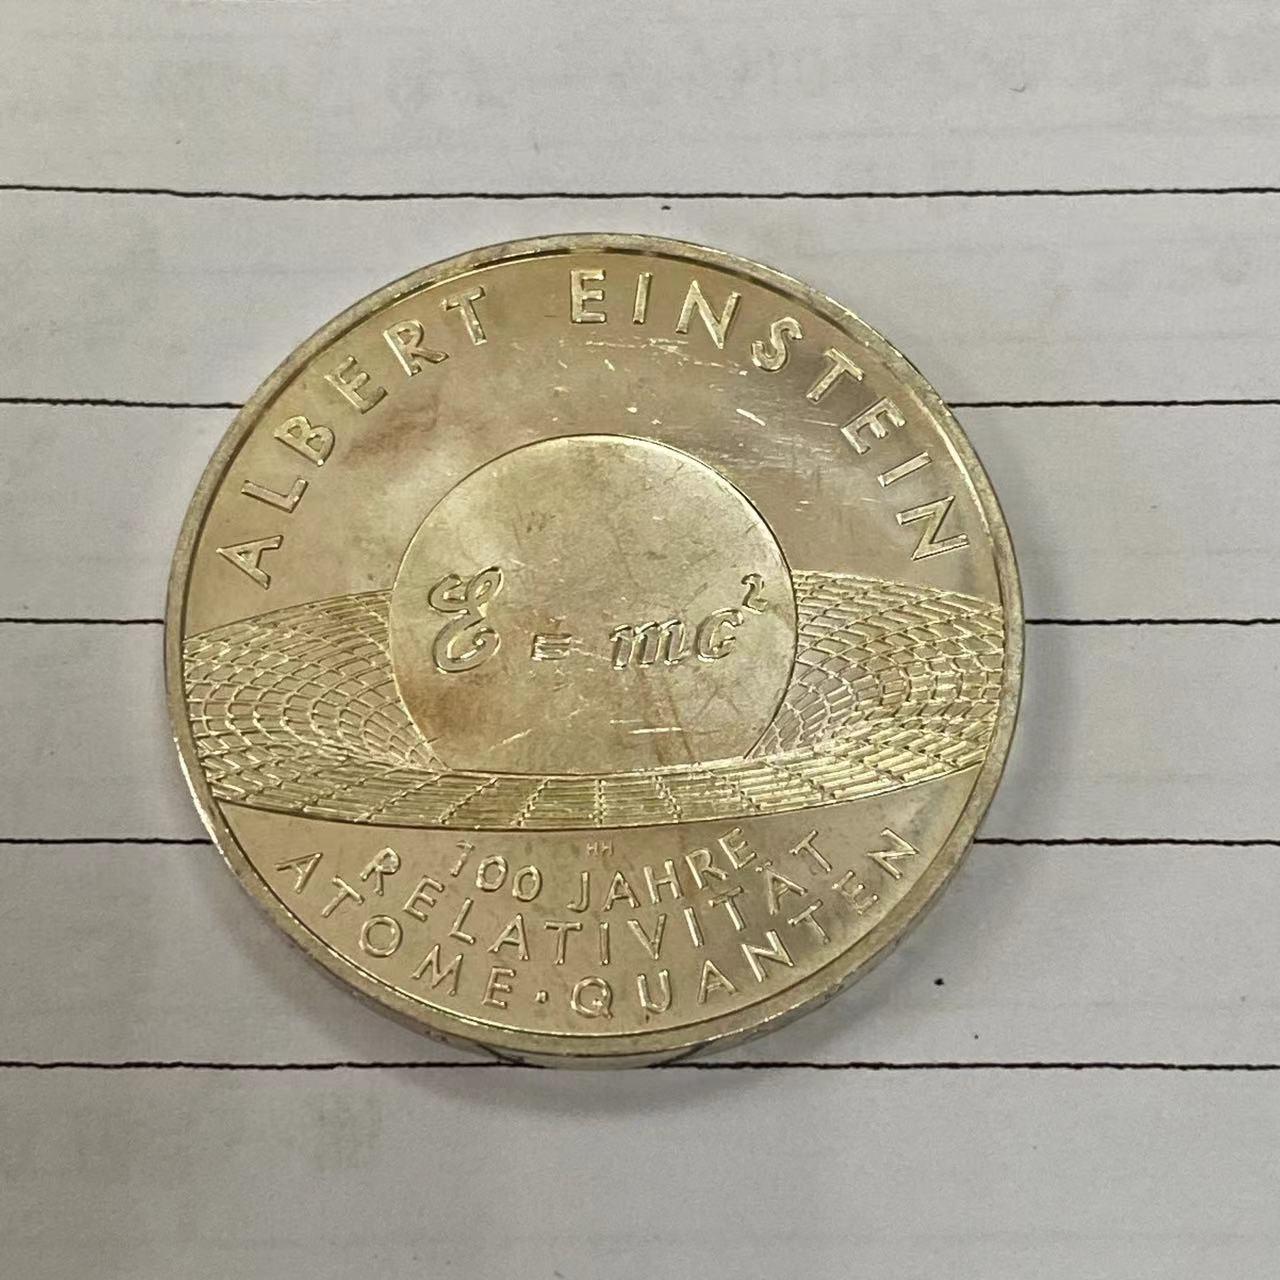 ALBERT EINSTEIN
E = mc²
HH
100 JAHRE
RELATIVITÄT
ATOME · QUANTEN